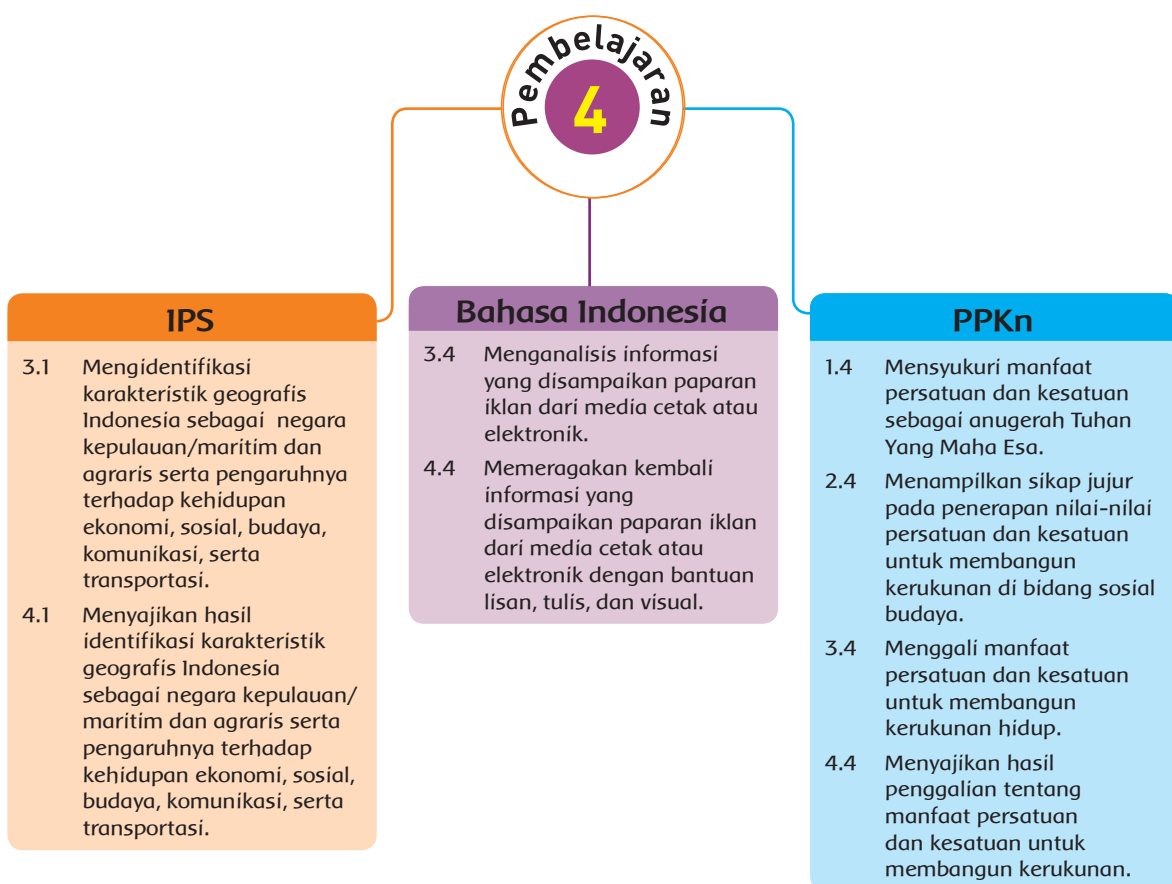 Pembelajaran
4
IPS
3.1 Mengidentifikasi
karakteristik geografis
Indonesia sebagai negara
kepulauan/maritim dan
agraris serta pengaruhnya
terhadap kehidupan
ekonomi, sosial, budaya,
komunikasi, serta
transportasi.
4.1 Menyajikan hasil
identifikasi karakteristik
geografis Indonesia
sebagai negara kepulauan/
maritim dan agraris serta
pengaruhnya terhadap
kehidupan ekonomi, sosial,
budaya, komunikasi, serta
transportasi.
Bahasa Indonesia
3.4 Menganalisis informasi
yang disampaikan paparan
iklan dari media cetak atau
elektronik.
4.4 Memeragakan kembali
informasi yang
disampaikan paparan iklan
dari media cetak atau
elektronik dengan bantuan
lisan, tulis, dan visual.
PPKn
1.4 Mensyukuri manfaat
persatuan dan kesatuan
sebagai anugerah Tuhan
Yang Maha Esa.
2.4 Menampilkan sikap jujur
pada penerapan nilai-nilai
persatuan dan kesatuan
untuk membangun
kerukunan di bidang sosial
budaya.
3.4 Menggali manfaat
persatuan dan kesatuan
untuk membangun
kerukunan hidup.
4.4 Menyajikan hasil
penggalian tentang
manfaat persatuan
dan kesatuan untuk
membangun kerukunan.